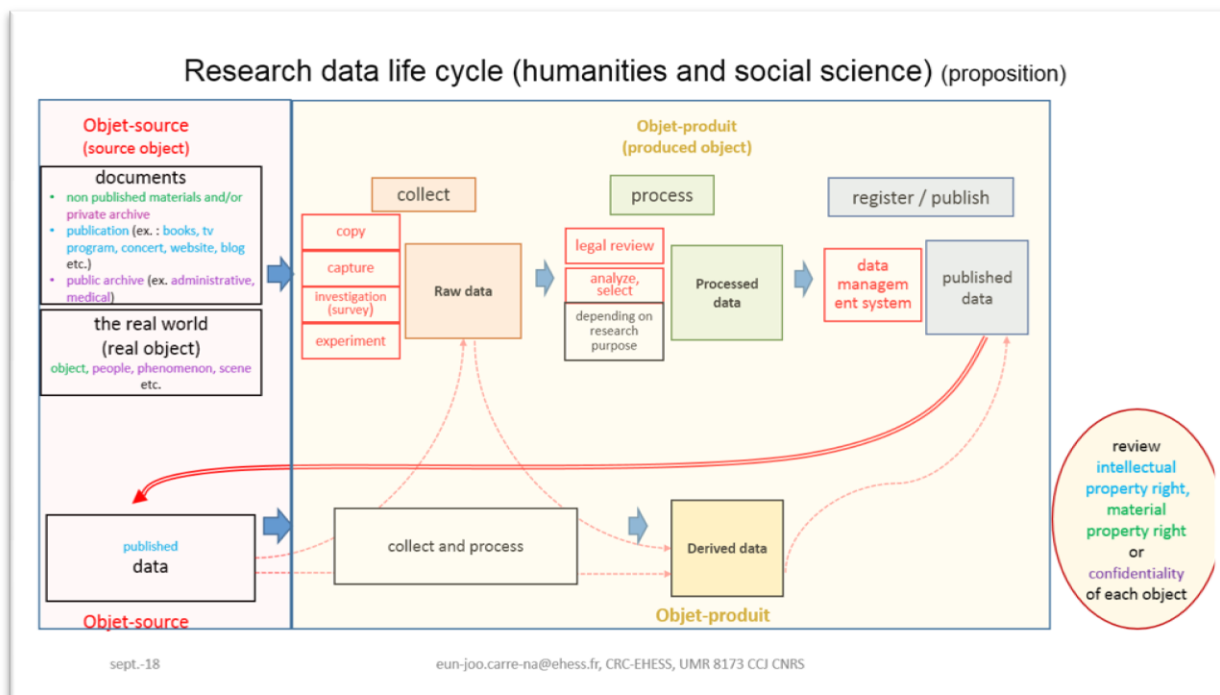 Research data life cycle (humanities and social science) (proposition)
Objet-source
(source object)
documents
• non published materials and/or
private archive
• publication (ex. : books, tv
program, concert, website, blog
etc.)
• public archive (ex. administrative,
medical)
the real world
(real object)
object, people, phenomenon, scene
etc.
Objet-produit
(produced object)
collect
copy
capture
investigation
(survey)
experiment
Raw data
process
legal review
analyze,
select
depending on
research
purpose
Processed
data
register / publish
data
managem
ent system
published
data
published
data
Objet-source
collect and process
Derived data
Objet-produit
review
intellectual
property right,
material
property right
or
confidentiality
of each object
sept.-18
eun-joo.carre-na@ehess.fr, CRC-EHESS, UMR 8173 CCJ CNRS